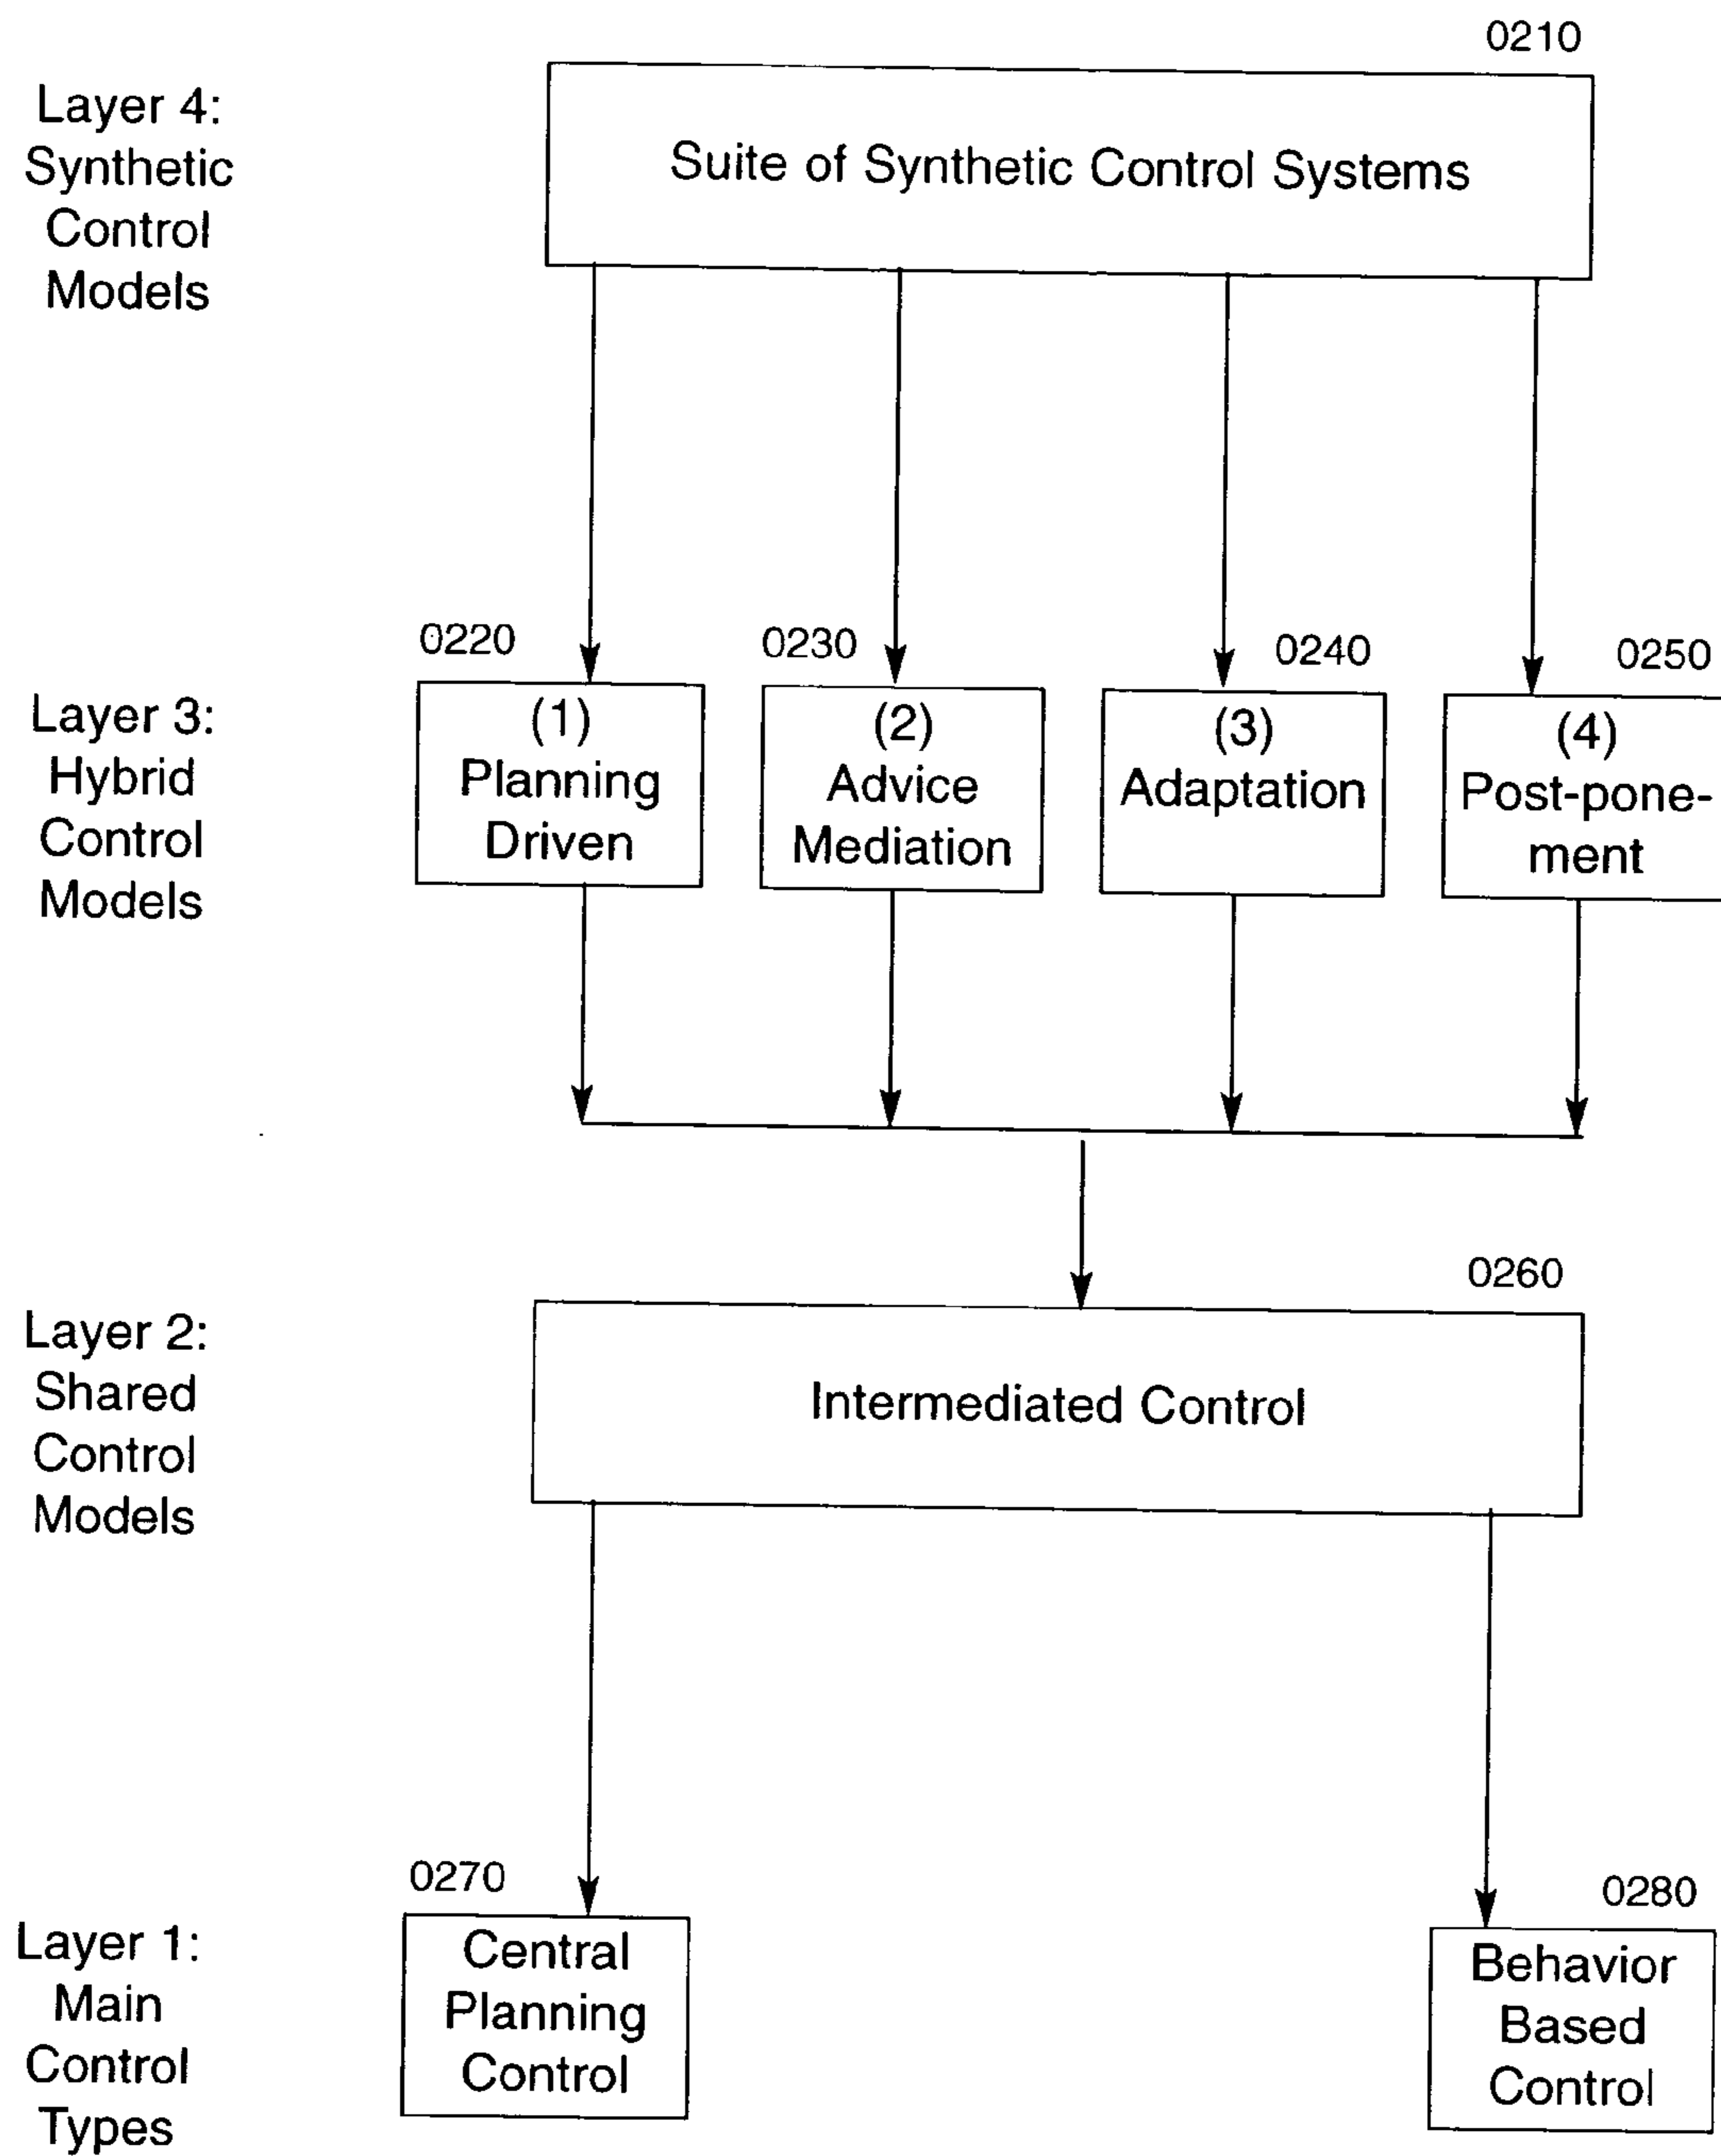 0210
Layer 4:
Synthetic
Control
Models
Suite of Synthetic Control Systems
0220
0230
0240
0250
Layer 3:
Hybrid
Control
Models
(1)
Planning
Driven
(2)
Advice
Mediation
(3)
Adaptation
(4)
Post-pone-
ment
0260
Layer 2:
Shared
Control
Models
Intermediated Control
0270
0280
Layer 1:
Main
Control
Types
Central
Planning
Control
Behavior
Based
Control